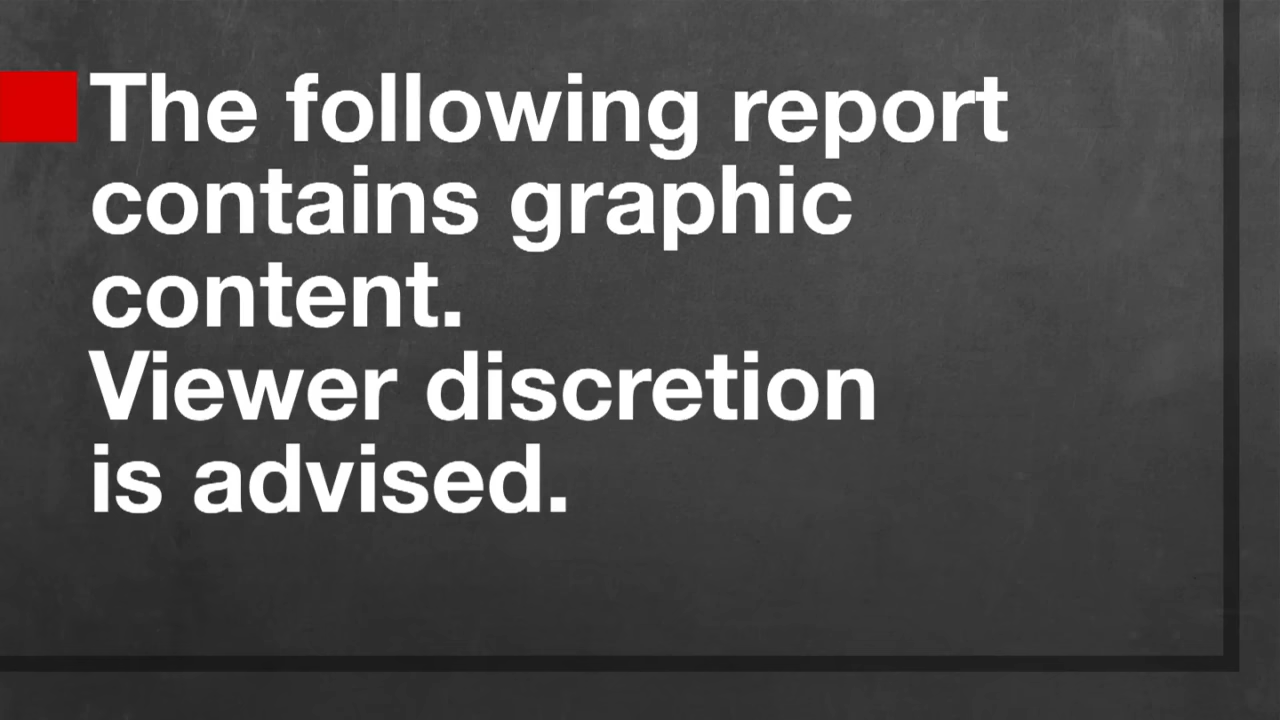 The following report
contains graphic
content.
Viewer discretion
is advised.